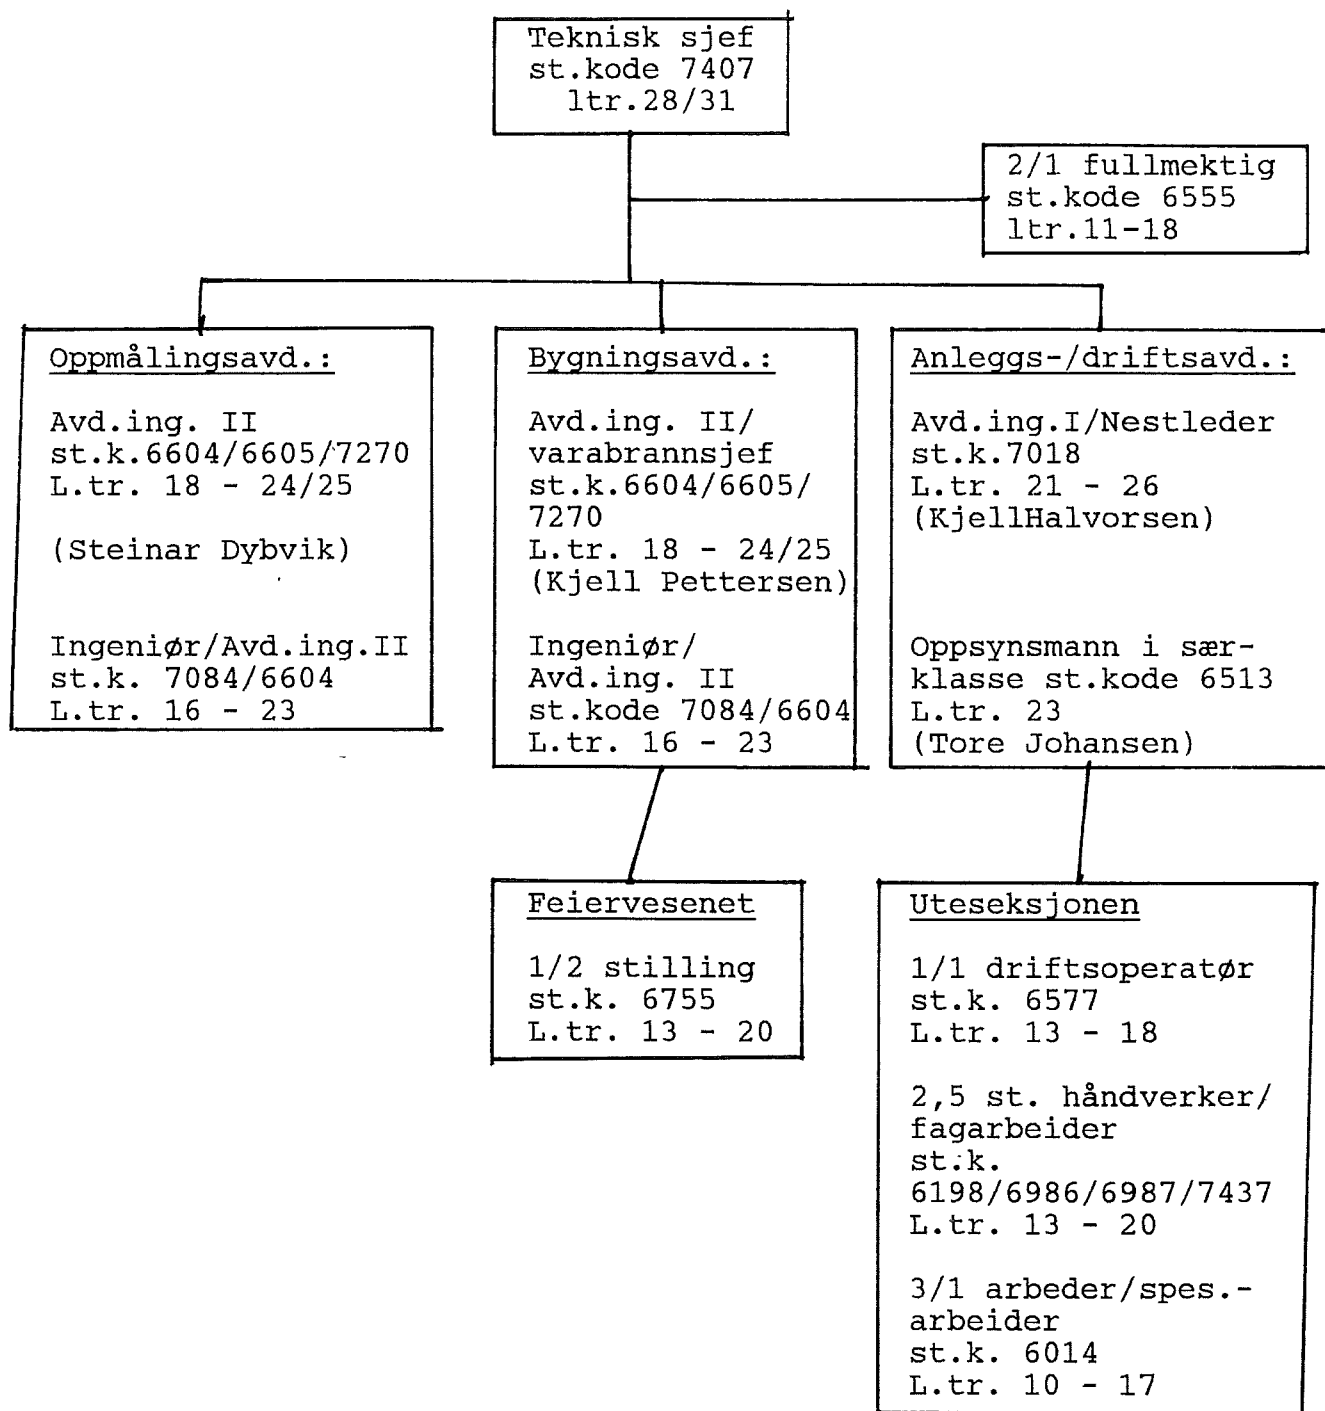 Teknisk sjef
st.kode 7407
ltr.28/31
2/1 fullmektig
st.kode 6555
ltr.11-18
Oppmålingsavd.:
Avd.ing. II
st.k.6604/6605/7270
L.tr. 18 - 24/25
(Steinar Dybvik)
Ingeniør/Avd.ing.II
st.k. 7084/6604
L.tr. 16 - 23
Bygningsavd.:
Avd.ing. II/
varabrannsjef
st.k.6604/6605/
7270
L.tr. 18 - 24/25
(Kjell Pettersen)
Ingeniør/
Avd.ing. II
st.kode 7084/6604
L.tr. 16 - 23
Anleggs-/driftsavd.:
Avd.ing.I/Nestleder
st.k.7018
L.tr. 21 - 26
(KjellHalvorsen)
Oppsynsmann i sær-
klasse st.kode 6513
L.tr. 23
(Tore Johansen)
Feiervesenet
1/2 stilling
st.k. 6755
L.tr. 13 - 20
Uteseksjonen
1/1 driftsoperatør
st.k. 6577
L.tr. 13 - 18
2,5 st. håndverker/
fagarbeider
st.k.
6198/6986/6987/7437
L.tr. 13 - 20
3/1 arbeder/spes.-
arbeider
st.k. 6014
L.tr. 10 - 17